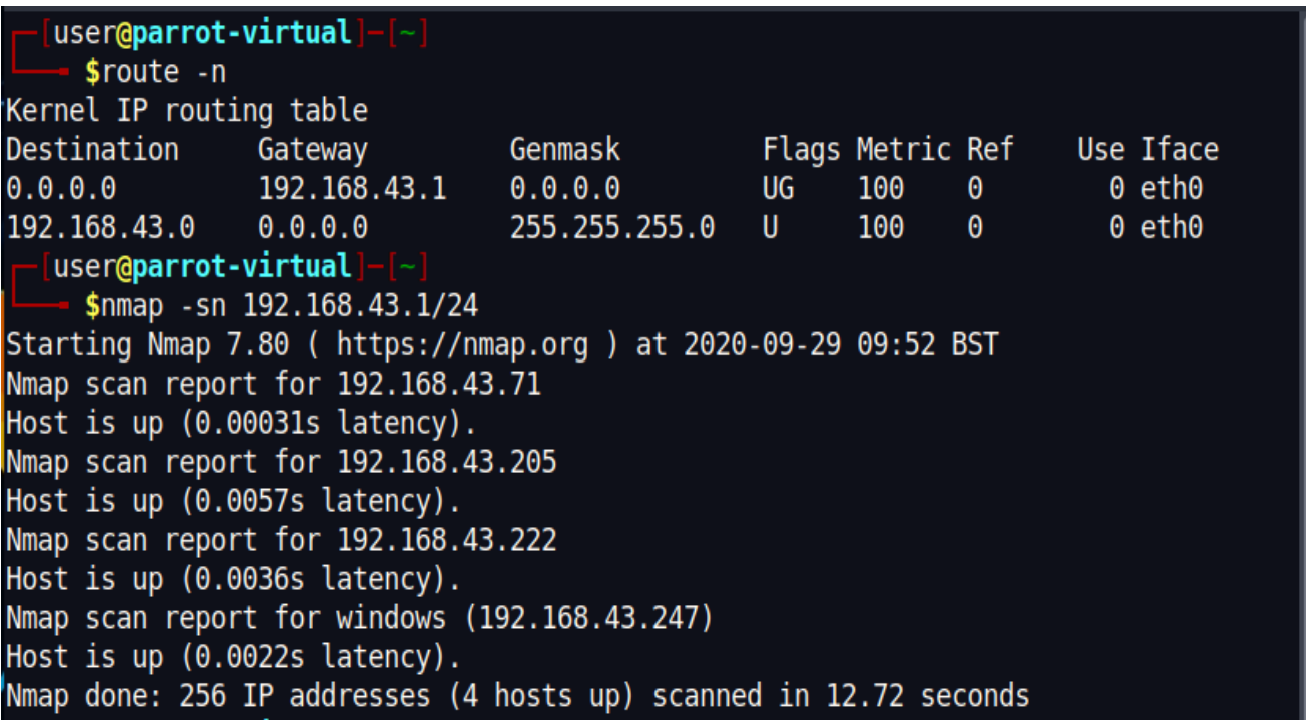 [user@parrot-virtual]-[~]
$route -n
Kernel IP routing table
Destination Gateway Genmask Flags Metric Ref Use Iface
0.0.0.0 192.168.43.1 0.0.0.0 UG 100 0 0 eth0
192.168.43.0 0.0.0.0 255.255.255.0 U 100 0 0 eth0
[user@parrot-virtual]-[~]
$nmap -sn 192.168.43.1/24
Starting Nmap 7.80 ( https://nmap.org ) at 2020-09-29 09:52 BST
Nmap scan report for 192.168.43.71
Host is up (0.00031s latency).
Nmap scan report for 192.168.43.205
Host is up (0.0057s latency).
Nmap scan report for 192.168.43.222
Host is up (0.0036s latency).
Nmap scan report for windows (192.168.43.247)
Host is up (0.0022s latency).
Nmap done: 256 IP addresses (4 hosts up) scanned in 12.72 seconds